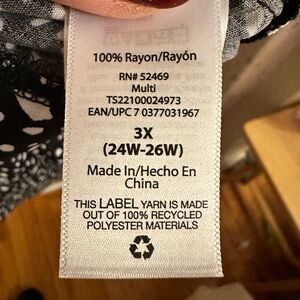 100% Rayon/Rayón
RN# 52469
Multi
TS22100024973
EAN/UPC 7 0377031967
3X
(24W-26W)
Made In/Hecho En
China
THIS LABEL YARN IS MADE
OUT OF 100% RECYCLED
POLYESTER MATERIALS